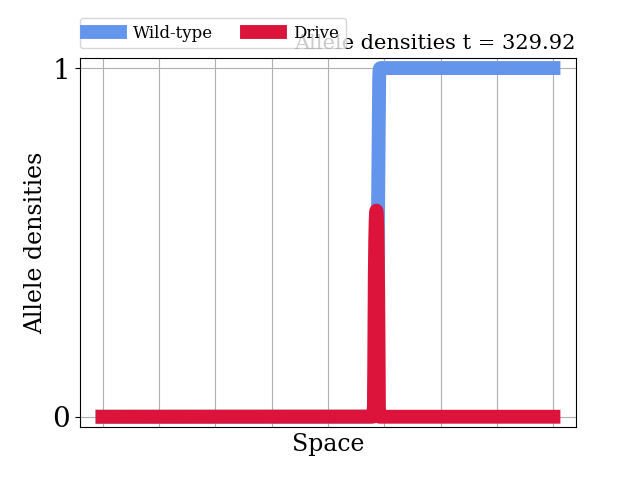 Wild-type Drive
Allele densities t = 329.92
1
Allele densities
0
Space